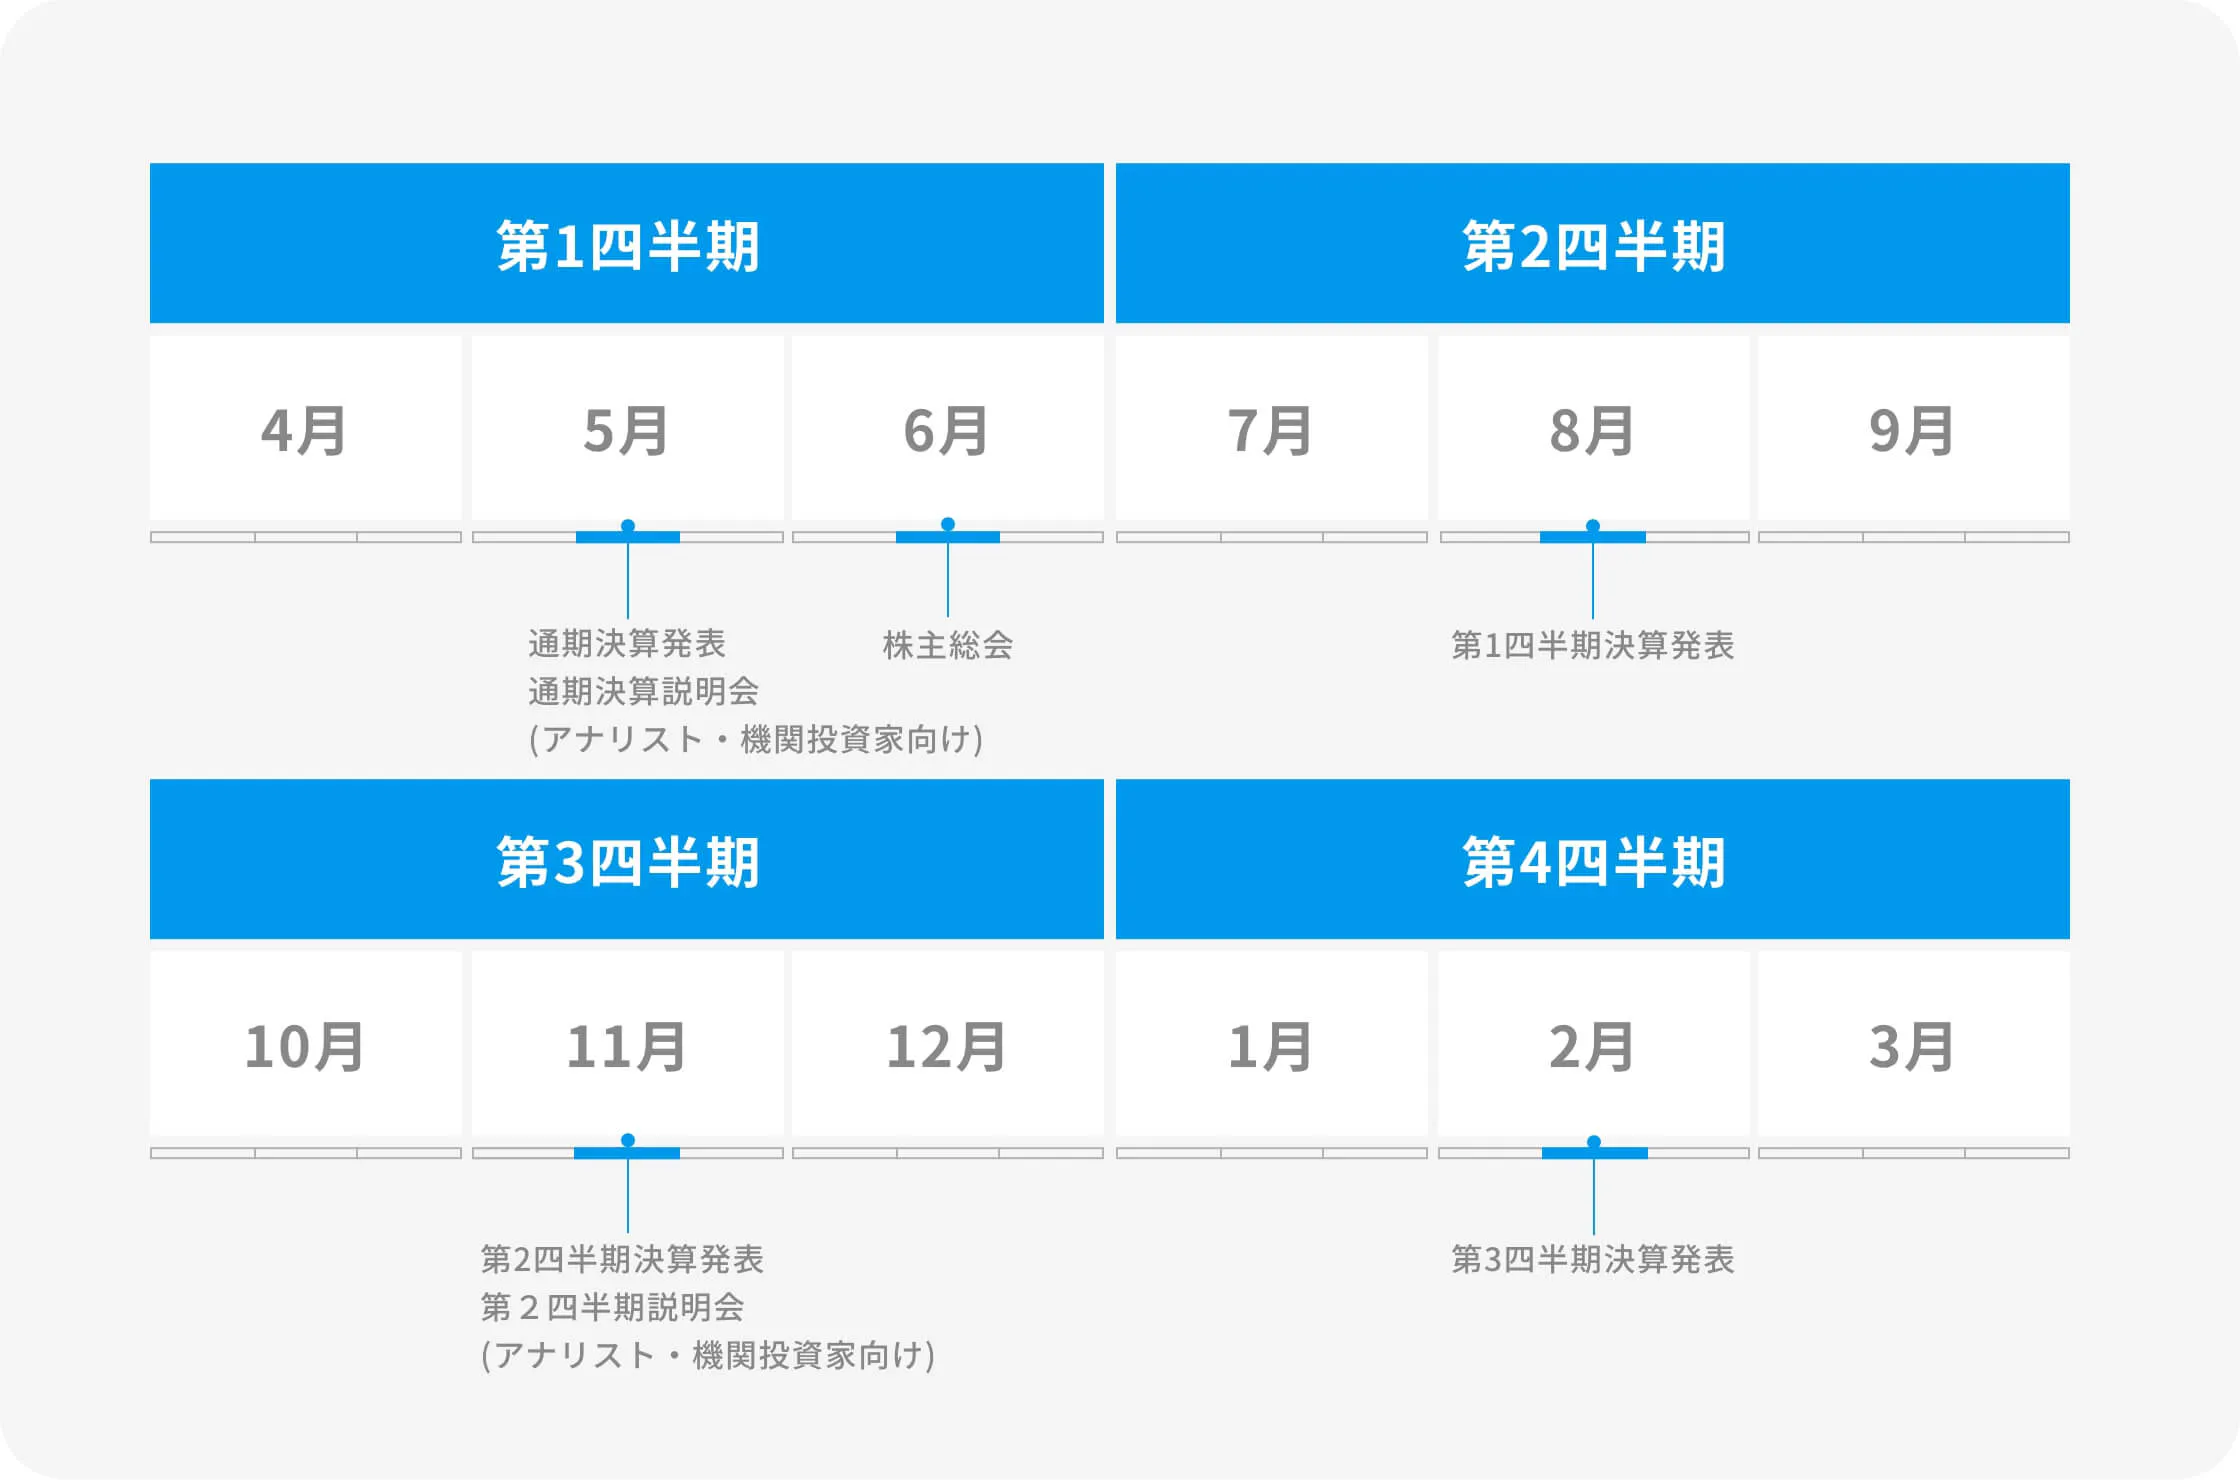 第1四半期
第2四半期
4月
5月
6月
7月
8月
9月
通期決算発表
通期決算説明会
(アナリスト・機関投資家向け)
株主総会
第1四半期決算発表
第3四半期
第4四半期
10月
11月
12月
1月
2月
3月
第2四半期決算発表
第２四半期説明会
(アナリスト・機関投資家向け)
第3四半期決算発表